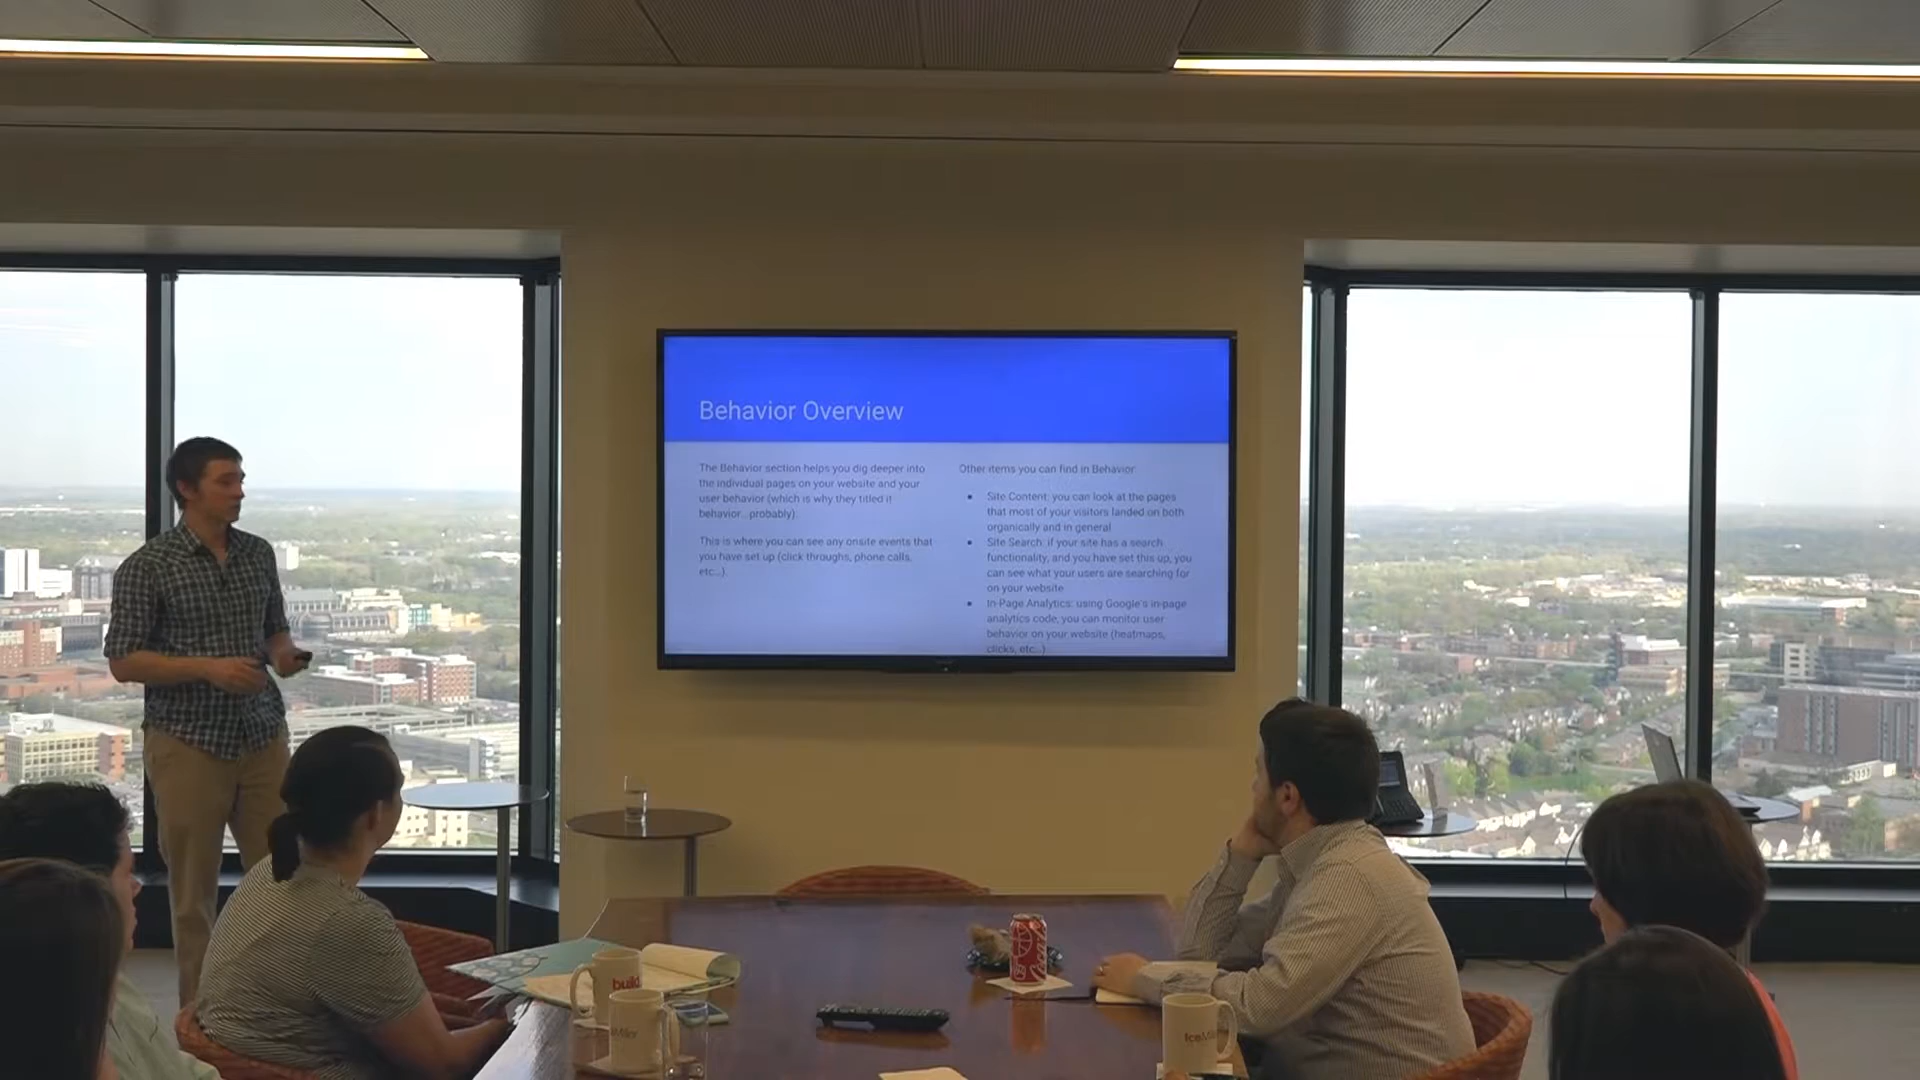 Behavior Overview
The Behavior section helps you dig deeper into
the individual pages on your website and your
user behavior (which is why they titled it
behavior...probably).
This is where you can see any onsite events that
you have set up (click throughs, phone calls,
etc...).
Other items you can find in Behavior:
Site Content: you can look at the pages
that most of your visitors landed on both
organically and in general
Site Search: if your site has a search
functionality, and you have set this up, you
can see what your users are searching for
on your website
In-Page Analytics: using Google's in-page
analytics code, you can monitor user
behavior on your website (heatmaps,
clicks, etc...)
build
Miller
IceMiller